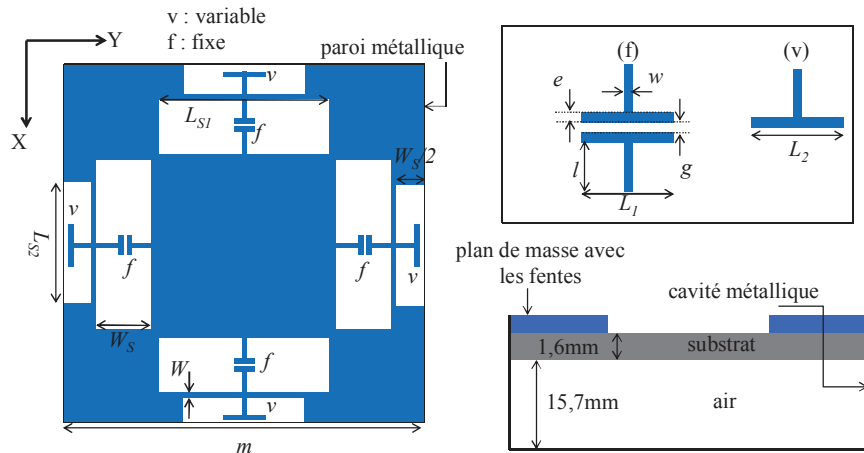 v : variable
f : fixe
Y
X
paroi métallique
v
L_S1
f
W_S/2
v
L_S2
f
f
v
W_S
W
f
v
m
(f)
(v)
e
w
l
g
L_1
L_2
plan de masse avec
les fentes
cavité métallique
1,6mm
substrat
15,7mm
air